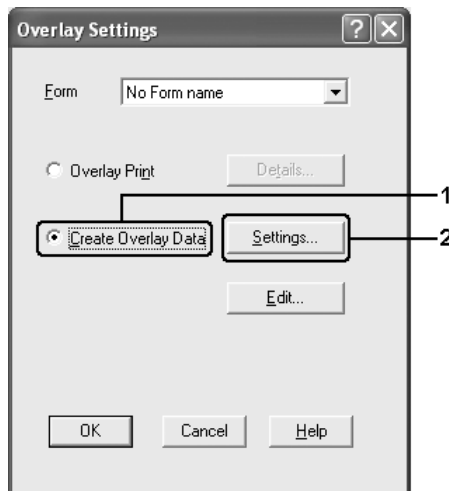 Overlay Settings
Form No Form name
Overlay Print Details...
1
Create Overlay Data Settings...
2
Edit...
OK Cancel Help